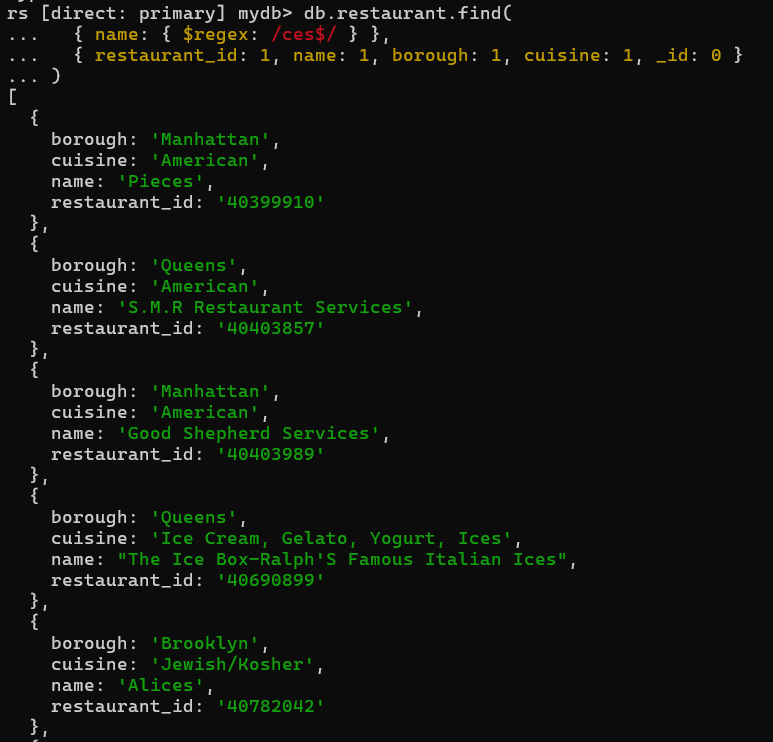 rs [direct: primary] mydb> db.restaurant.find(
...   { name: { $regex: /ces$/ } },
...   { restaurant_id: 1, name: 1, borough: 1, cuisine: 1, _id: 0 }
... )
[
  {
    borough: 'Manhattan',
    cuisine: 'American',
    name: 'Pieces',
    restaurant_id: '40399910'
  },
  {
    borough: 'Queens',
    cuisine: 'American',
    name: 'S.M.R Restaurant Services',
    restaurant_id: '40403857'
  },
  {
    borough: 'Manhattan',
    cuisine: 'American',
    name: 'Good Shepherd Services',
    restaurant_id: '40403989'
  },
  {
    borough: 'Queens',
    cuisine: 'Ice Cream, Gelato, Yogurt, Ices',
    name: "The Ice Box-Ralph'S Famous Italian Ices",
    restaurant_id: '40690899'
  },
  {
    borough: 'Brooklyn',
    cuisine: 'Jewish/Kosher',
    name: 'Alices',
    restaurant_id: '40782042'
  },